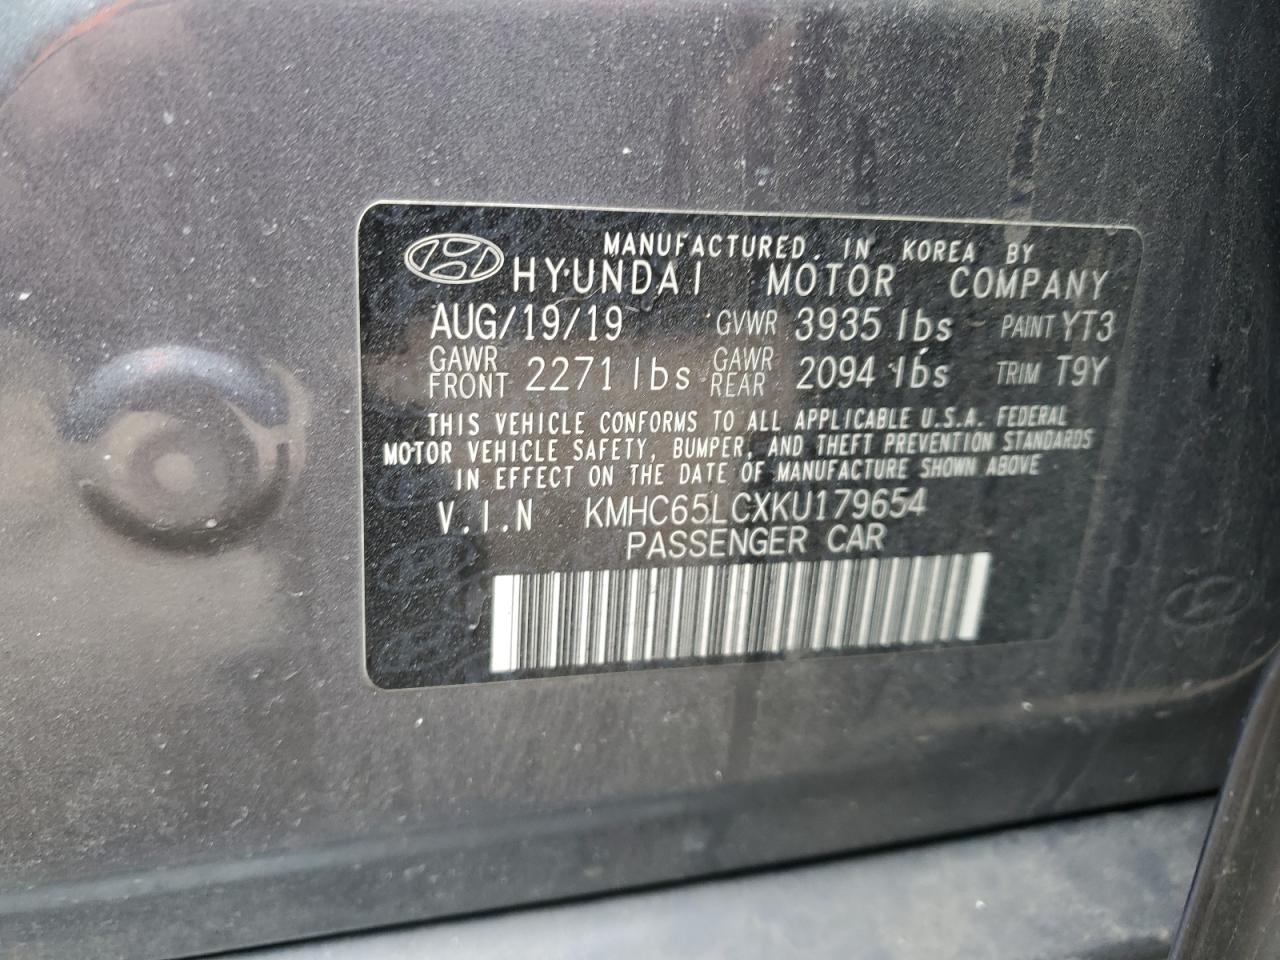 MANUFACTURED. IN KOREA BY
HYUNDAI MOTOR COMPANY
AUG/19/19 GVWR 3935 lbs PAINT YT3
GAWR FRONT 2271 lbs GAWR REAR 2094 lbs TRIM T9Y
THIS VEHICLE CONFORMS TO ALL APPLICABLE U.S.A. FEDERAL
MOTOR VEHICLE SAFETY, BUMPER, AND THEFT PREVENTION STANDARDS
IN EFFECT ON THE DATE OF MANUFACTURE SHOWN ABOVE
V.I.N KMHC65LCXKU179654
PASSENGER CAR